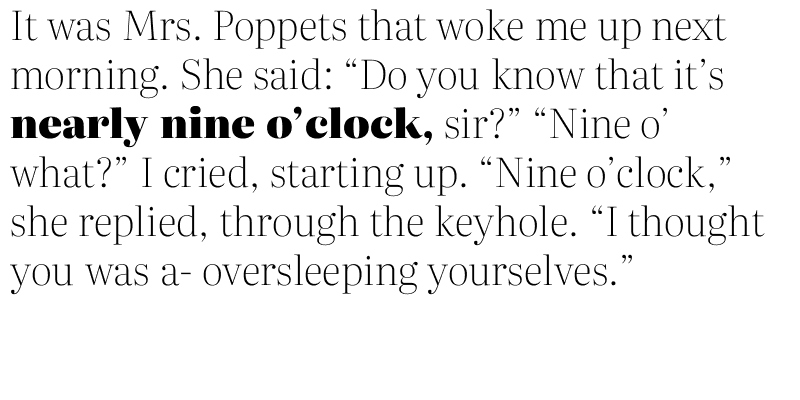 It was Mrs. Poppets that woke me up next
morning. She said: “Do you know that it’s
nearly nine o’clock, sir?” “Nine o’
what?” I cried, starting up. “Nine o’clock,”
she replied, through the keyhole. “I thought
you was a- oversleeping yourselves.”